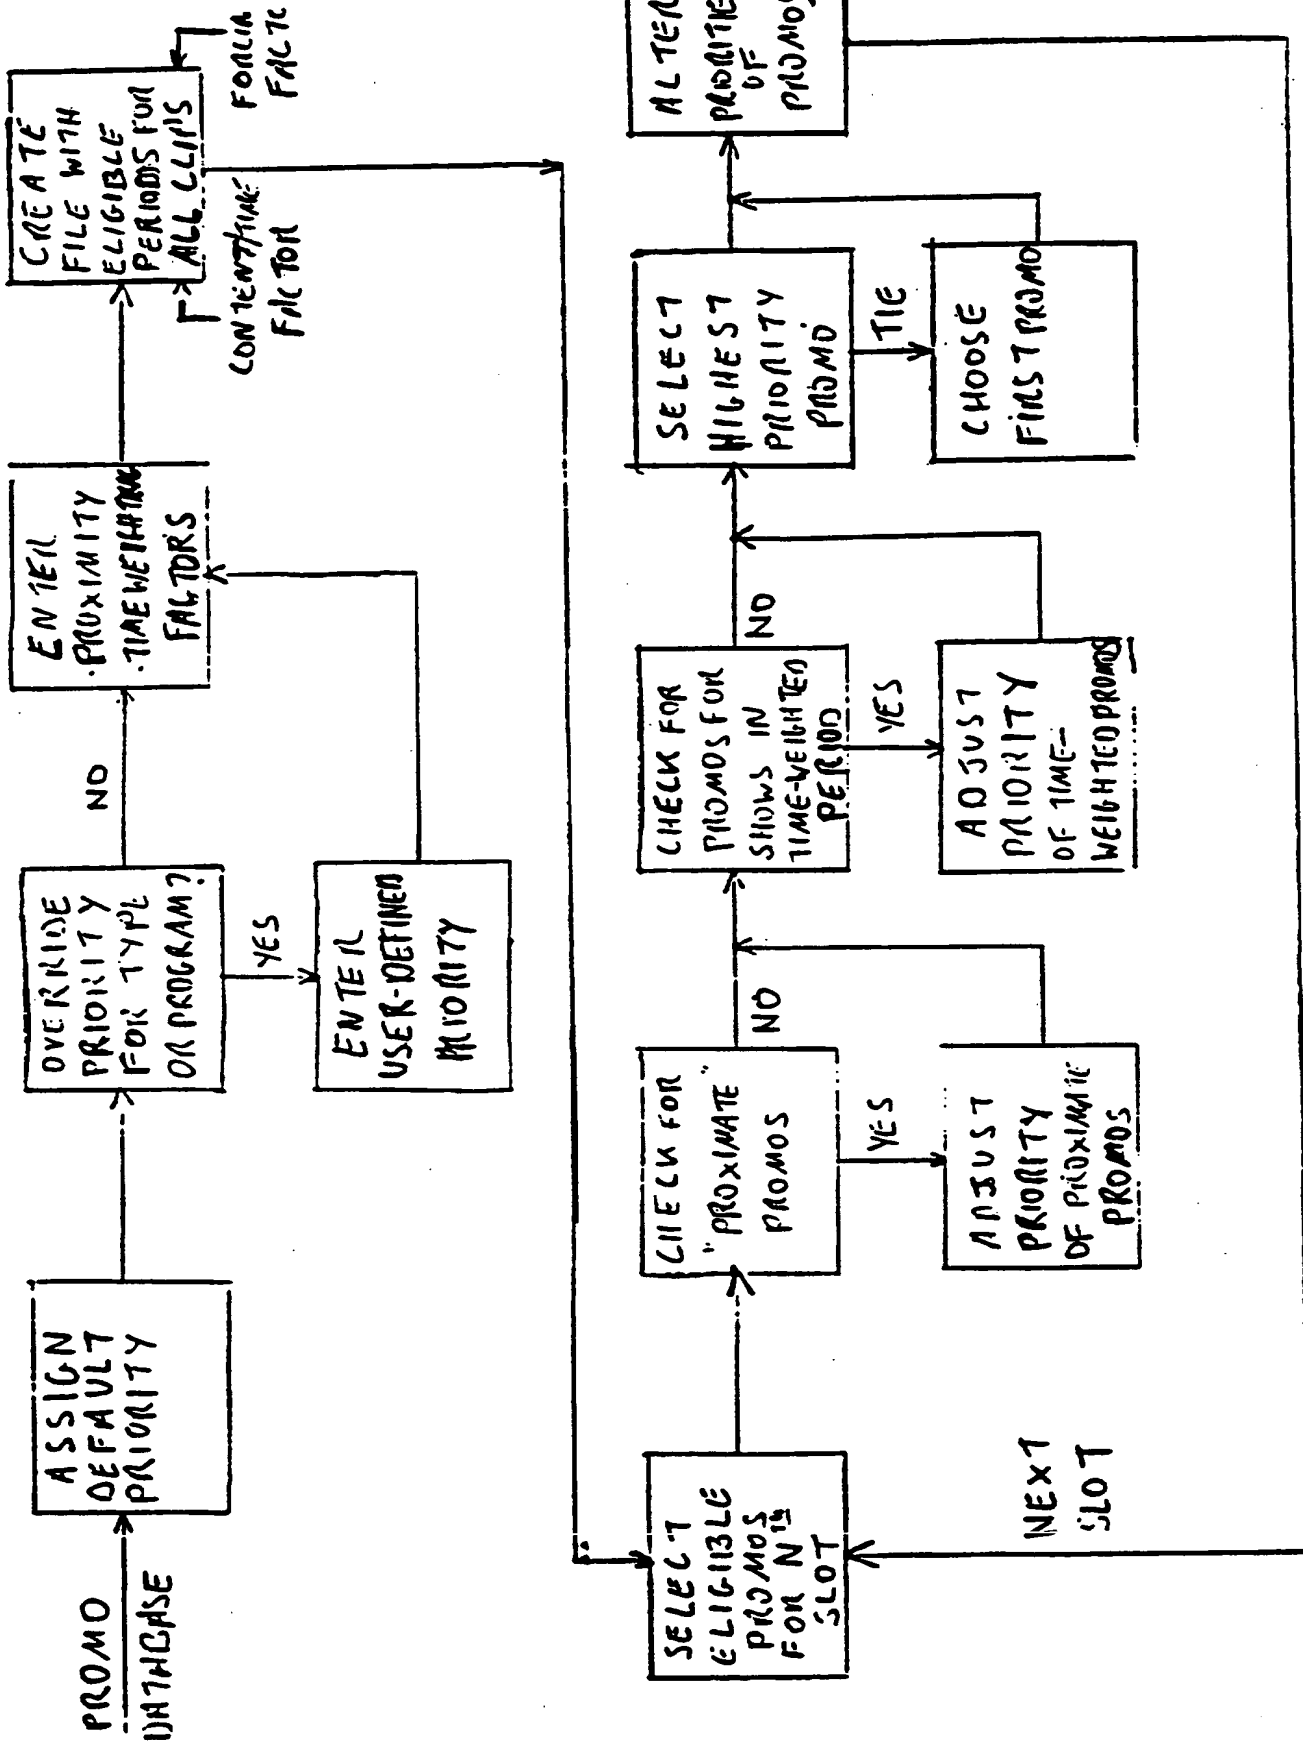 PROMO
DATABASE
ASSIGN
DEFAULT
PRIORITY
OVERRIDE
PRIORITY
FOR TYPE
OR PROGRAM?
NO
YES
ENTER
USER-DEFINED
PRIORITY
ENTER
·PROXIMITY
·TIMEWEIGHTING
FACTORS
CREATE
FILE WITH
ELIGIBLE
PERIODS FOR
ALL CLIPS
CONTENT/TIME
FACTOR
SELECT
ELIGIBLE
PROMOS
FOR Nth
SLOT
NEXT
SLOT
CHECK FOR
"PROXIMATE"
PROMOS
NO
YES
ADJUST
PRIORITY
OF PROXIMATE
PROMOS
CHECK FOR
PROMOS FOR
SHOWS IN
TIME-WEIGHTED
PERIOD
NO
YES
ADJUST
PRIORITY
OF TIME-
WEIGHTED PROMOS
SELECT
HIGHEST
PRIORITY
PROMO
TIE
CHOOSE
FIRST PROMO
ALTER
PRIORITIE
OF
PROMOS